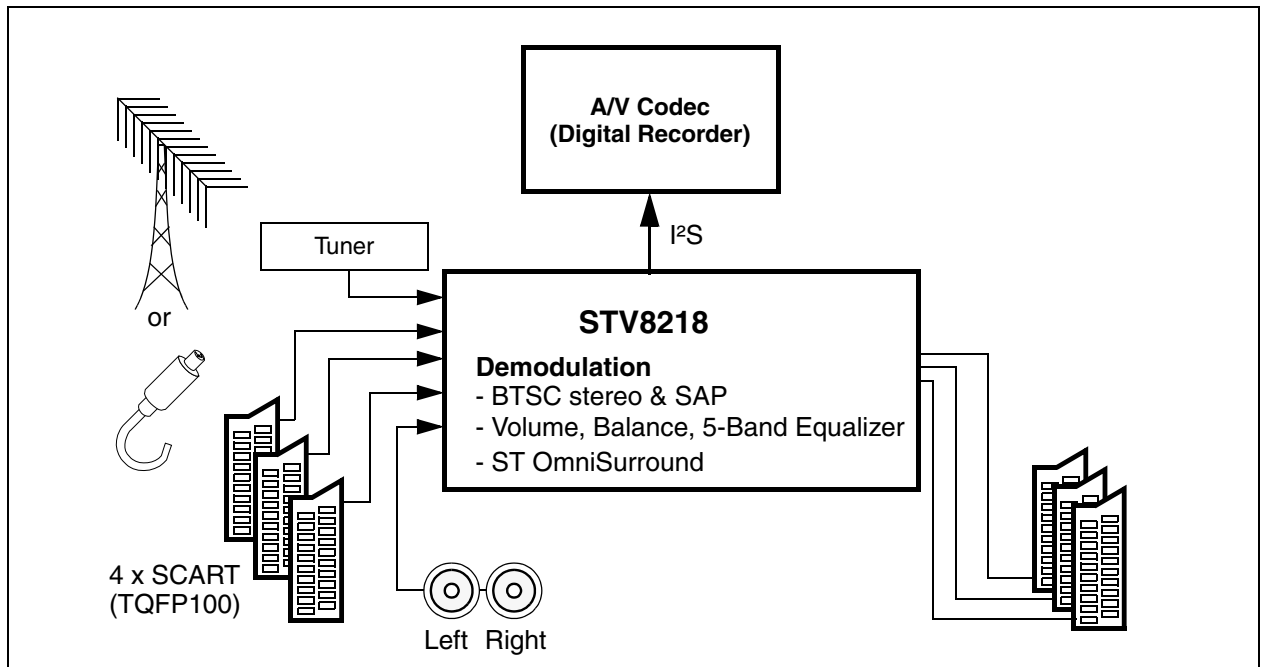 A/V Codec
(Digital Recorder)
I²S
Tuner
or
STV8218
Demodulation
- BTSC stereo & SAP
- Volume, Balance, 5-Band Equalizer
- ST OmniSurround
4 x SCART
(TQFP100)
Left Right